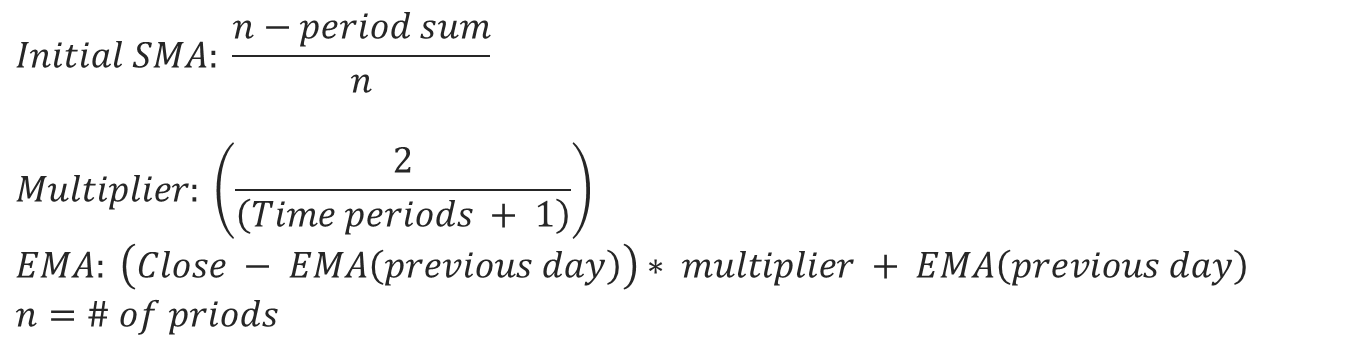 Initial SMA: n − period sum / n
Multiplier: (2 / (Time periods + 1))
EMA: (Close − EMA(previous day)) ∗ multiplier + EMA(previous day)
n = # of priods